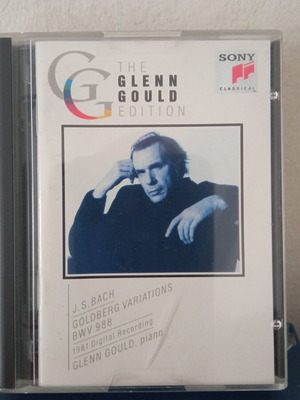 GG
THE
GLENN
GOULD
EDITION
SONY
CLASSICAL
J. S. BACH
GOLDBERG VARIATIONS
BWV 988
1981 Digital Recording
GLENN GOULD, piano